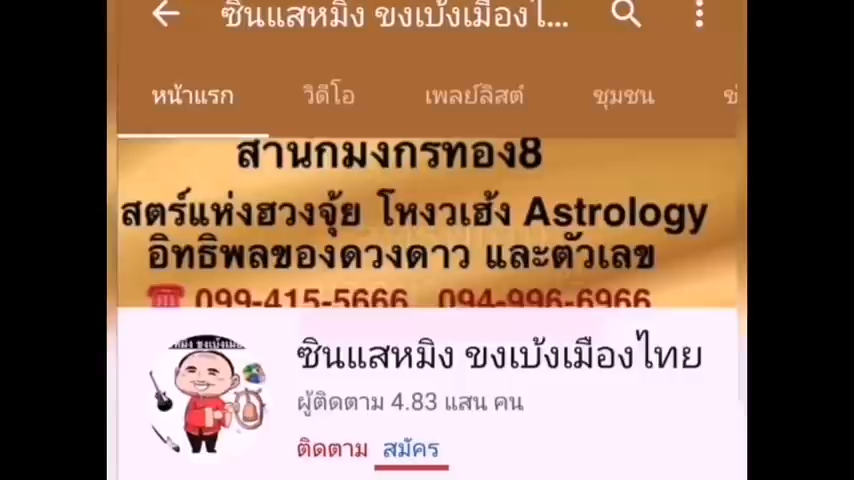 ซินแสหมิง ขงเบ้งเมืองไ...
หน้าแรก วิดีโอ เพลย์ลิสต์ ชุมชน
สำนักมังกรทอง8
สตร์แห่งฮวงจุ้ย โหงวเฮ้ง Astrology
อิทธิพลของดวงดาว และตัวเลข
099-415-5666 094-996-6966
ซินแสหมิง ขงเบ้งเมืองไทย
ผู้ติดตาม 4.83 แสน คน
ติดตาม สมัคร